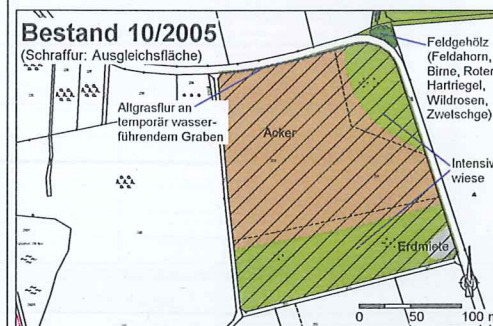 Bestand 10/2005
(Schraffur: Ausgleichsfläche)
Feldgehölz
(Feldahorn,
Birne, Roter
Hartriegel,
Wildrosen,
Zwetschge)
Altgrasflur an
temporär wasser-
führendem Graben
Acker
Intensiv
wiese
Erdmiete
0 50 100 m